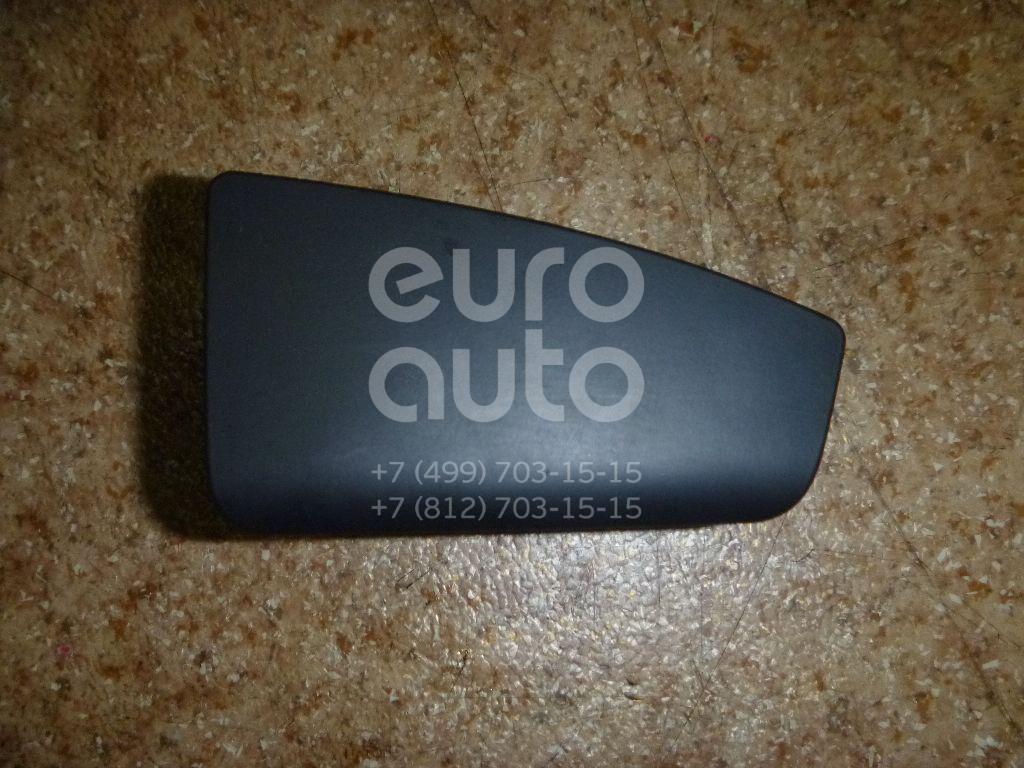 euro
auto
+7 (499) 703-15-15
+7 (812) 703-15-15